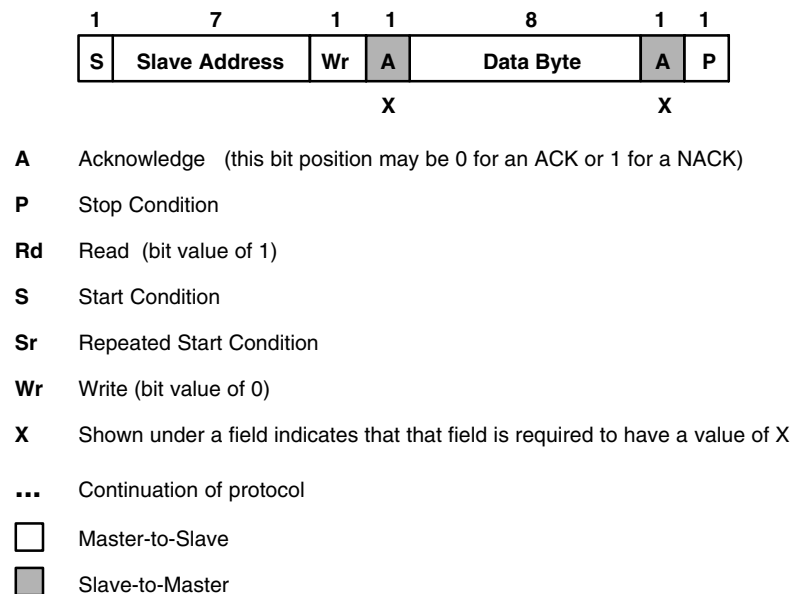 1 7 1 1 8 1 1
S Slave Address Wr A Data Byte A P
X X
A Acknowledge (this bit position may be 0 for an ACK or 1 for a NACK)
P Stop Condition
Rd Read (bit value of 1)
S Start Condition
Sr Repeated Start Condition
Wr Write (bit value of 0)
X Shown under a field indicates that that field is required to have a value of X
... Continuation of protocol
Master-to-Slave
Slave-to-Master